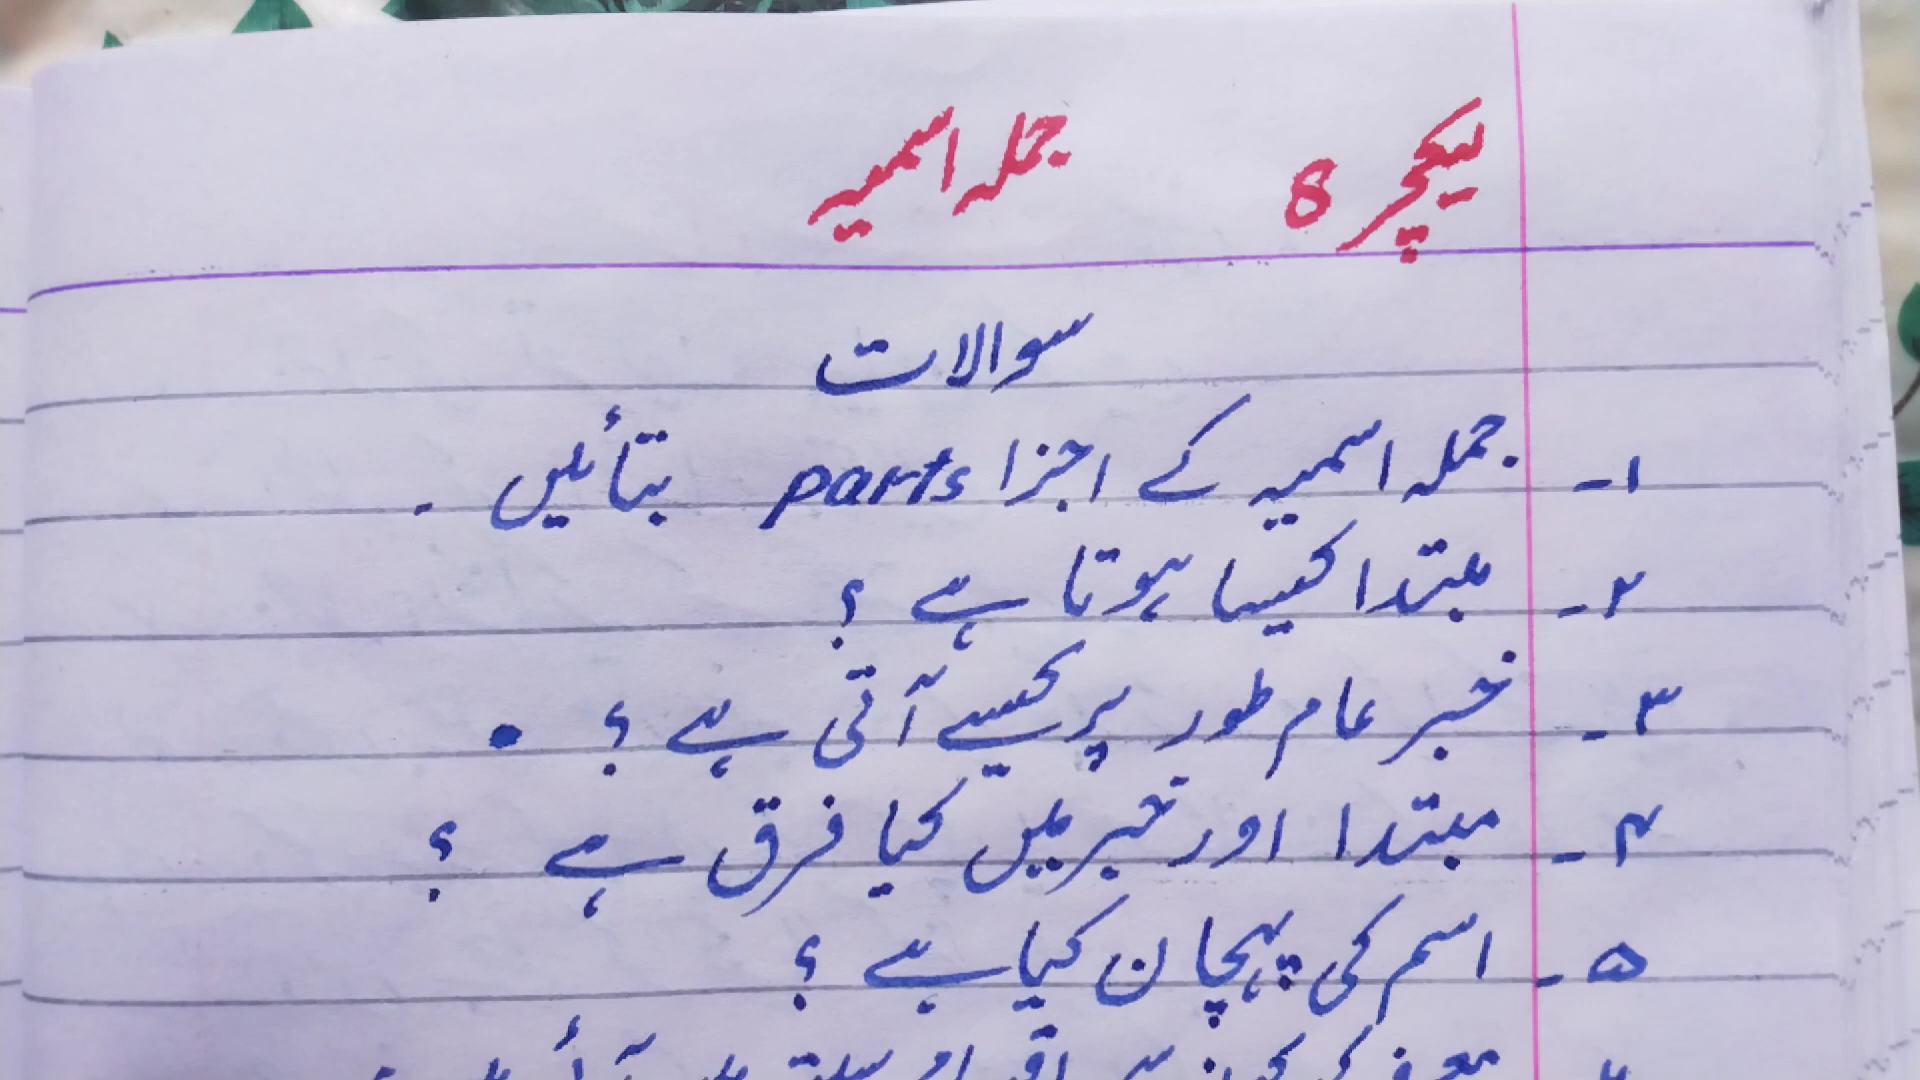 لیکچر 8 جملہ اسمیہ
سوالات
۱- جملہ اسمیہ کے اجزا parts بتائیں -
۲- مبتدا کیسا ہوتا ہے ؟
۳- خبر عام طور پر کیسے آتی ہے ؟
۴- مبتدا اور خبر میں کیا فرق ہے ؟
۵- اسم کی پہچان کیا ہے ؟